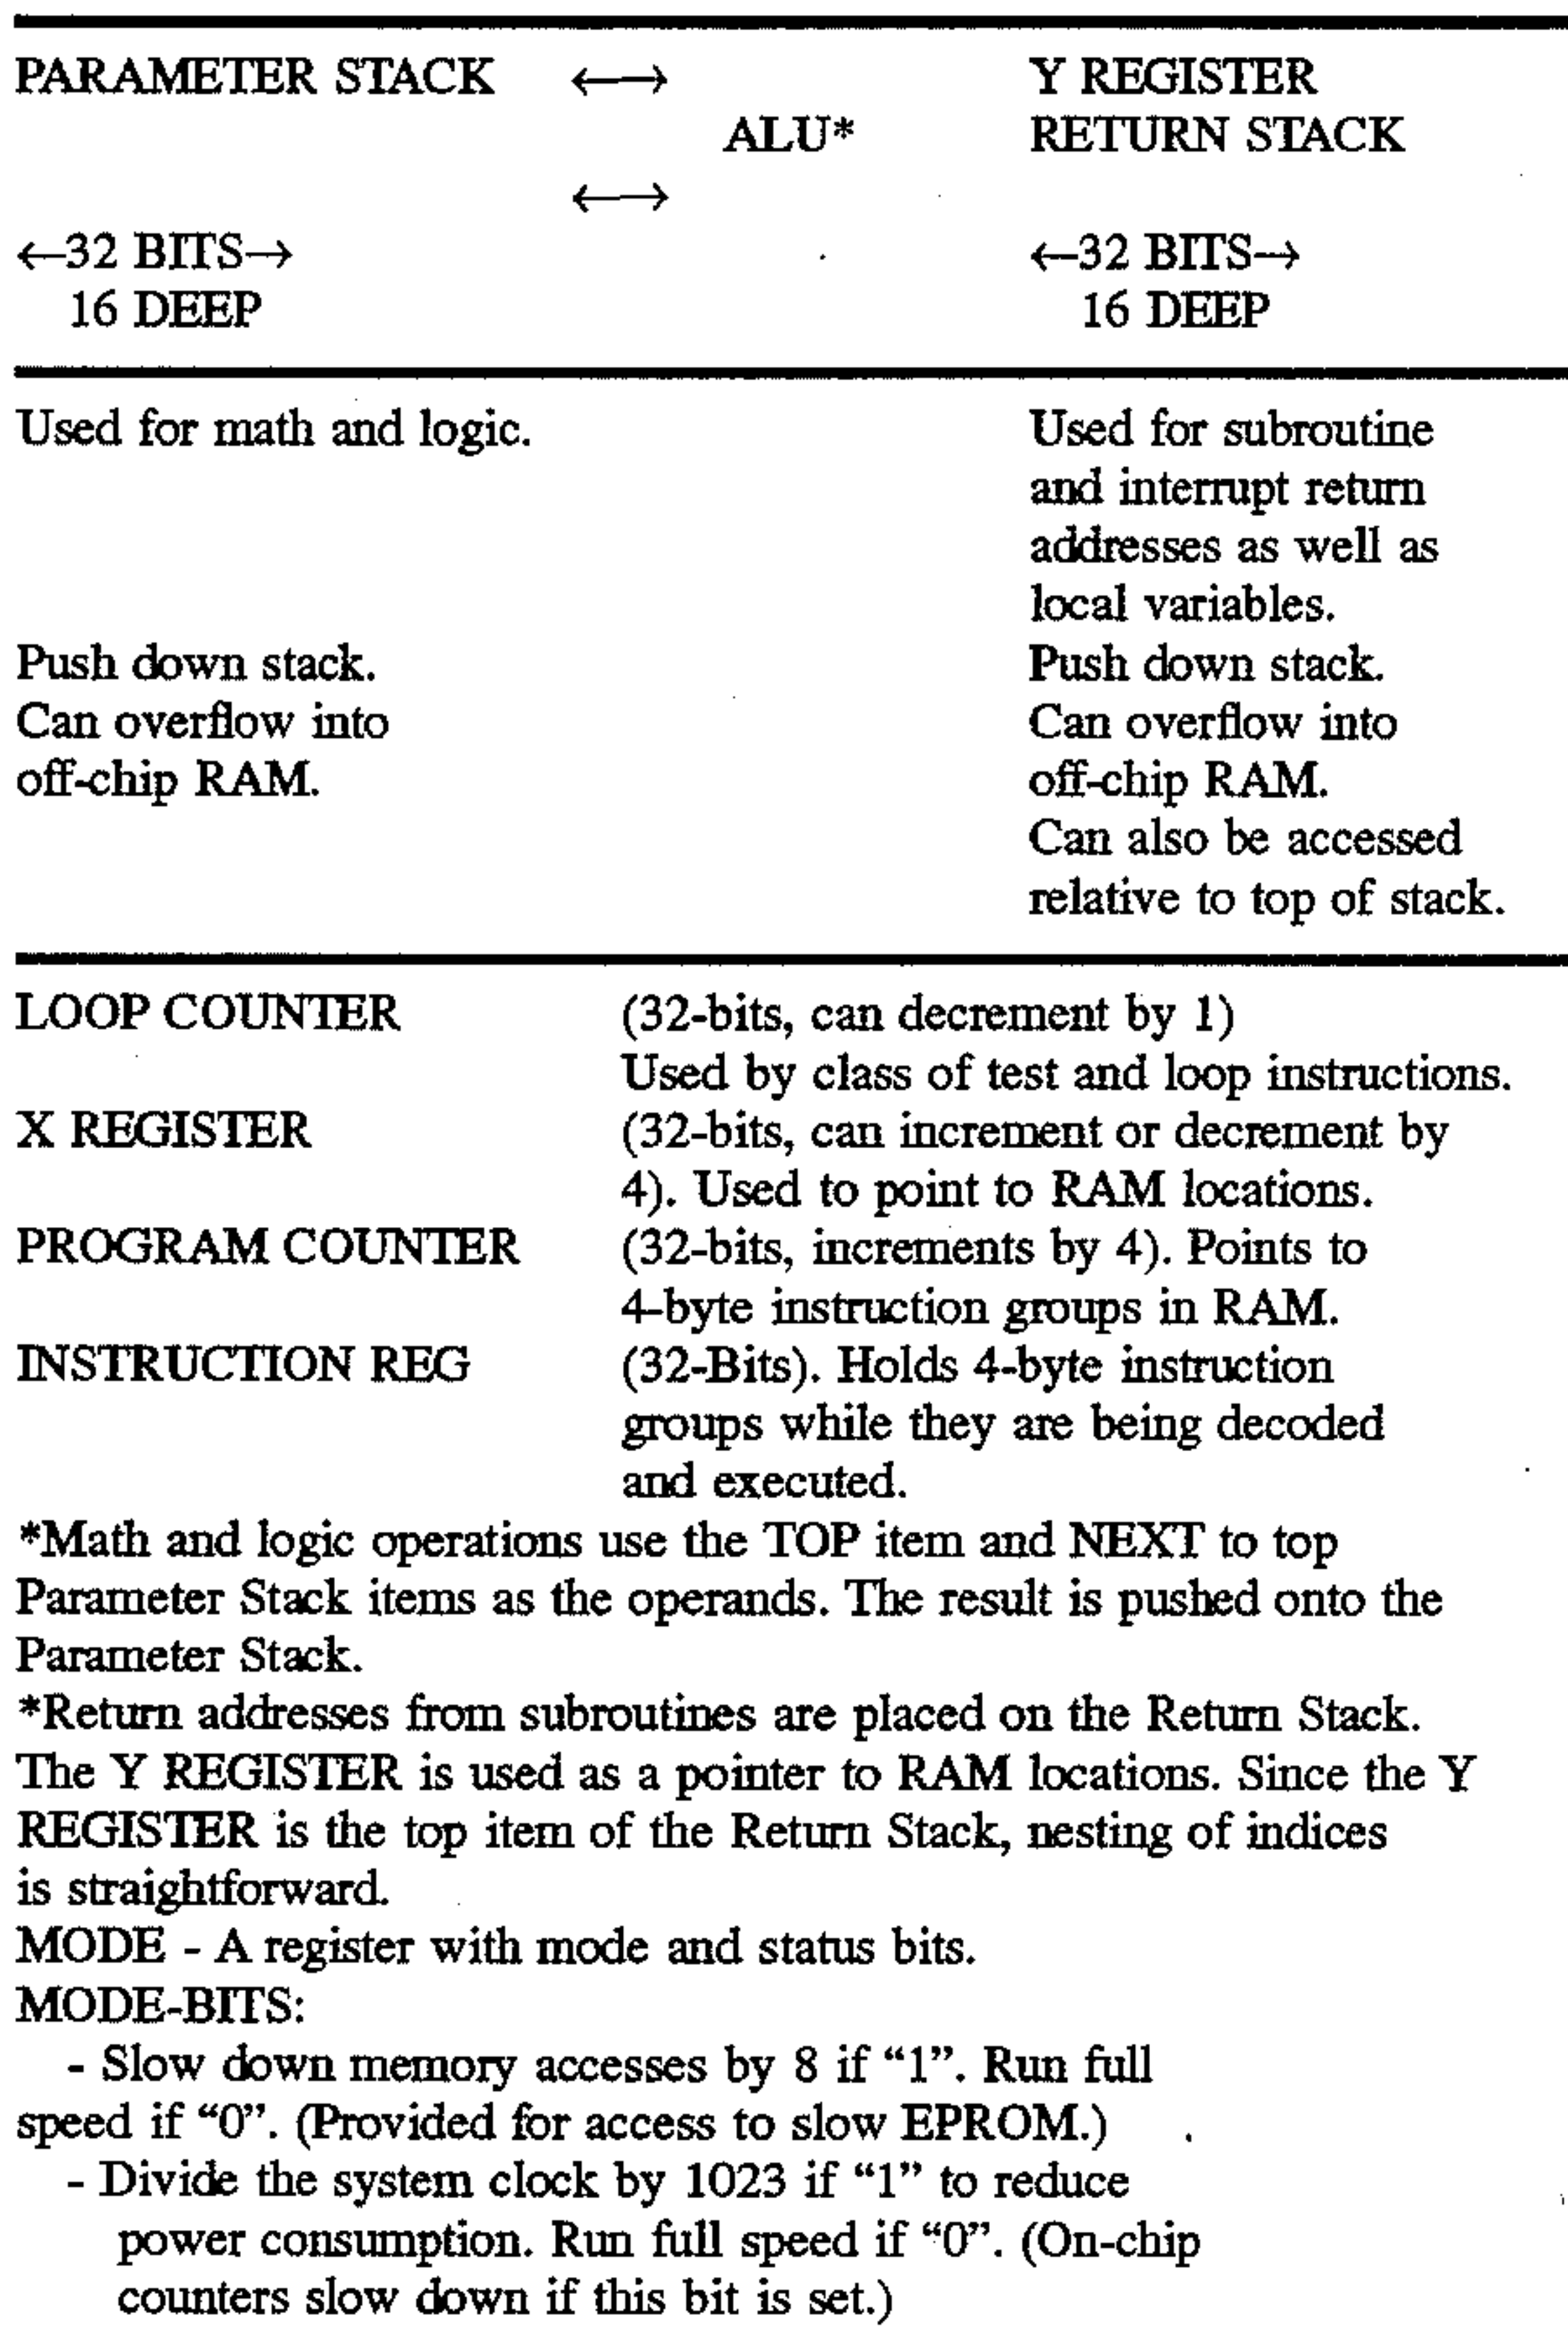 PARAMETER STACK ←→ Y REGISTER
ALU* RETURN STACK
←→
←32 BITS→ ←32 BITS→
16 DEEP 16 DEEP
Used for math and logic. Used for subroutine
and interrupt return
addresses as well as
local variables.
Push down stack. Push down stack.
Can overflow into Can overflow into
off-chip RAM. off-chip RAM.
Can also be accessed
relative to top of stack.
LOOP COUNTER (32-bits, can decrement by 1)
Used by class of test and loop instructions.
X REGISTER (32-bits, can increment or decrement by
4). Used to point to RAM locations.
PROGRAM COUNTER (32-bits, increments by 4). Points to
4-byte instruction groups in RAM.
INSTRUCTION REG (32-Bits). Holds 4-byte instruction
groups while they are being decoded
and executed.
*Math and logic operations use the TOP item and NEXT to top
Parameter Stack items as the operands. The result is pushed onto the
Parameter Stack.
*Return addresses from subroutines are placed on the Return Stack.
The Y REGISTER is used as a pointer to RAM locations. Since the Y
REGISTER is the top item of the Return Stack, nesting of indices
is straightforward.
MODE - A register with mode and status bits.
MODE-BITS:
- Slow down memory accesses by 8 if “1”. Run full
speed if “0”. (Provided for access to slow EPROM.)
- Divide the system clock by 1023 if “1” to reduce
power consumption. Run full speed if “0”. (On-chip
counters slow down if this bit is set.)